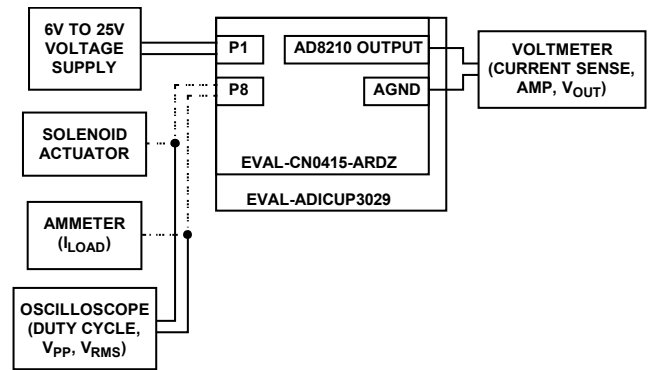 6V TO 25V
VOLTAGE
SUPPLY
P1
AD8210 OUTPUT
VOLTMETER
(CURRENT SENSE,
AMP, VOUT)
P8
AGND
SOLENOID
ACTUATOR
EVAL-CN0415-ARDZ
EVAL-ADICUP3029
AMMETER
(ILOAD)
OSCILLOSCOPE
(DUTY CYCLE,
VPP, VRMS)